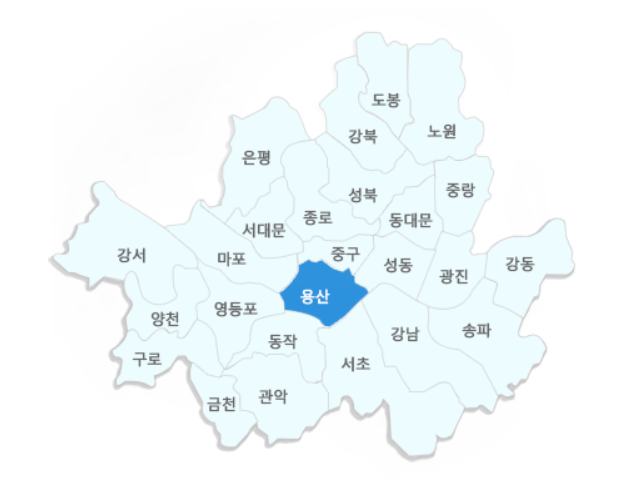 도봉
노원
강북
은평
중랑
성북
종로
동대문
서대문
중구
강서
마포
성동
광진
강동
용산
영등포
양천
송파
강남
동작
구로
서초
관악
금천